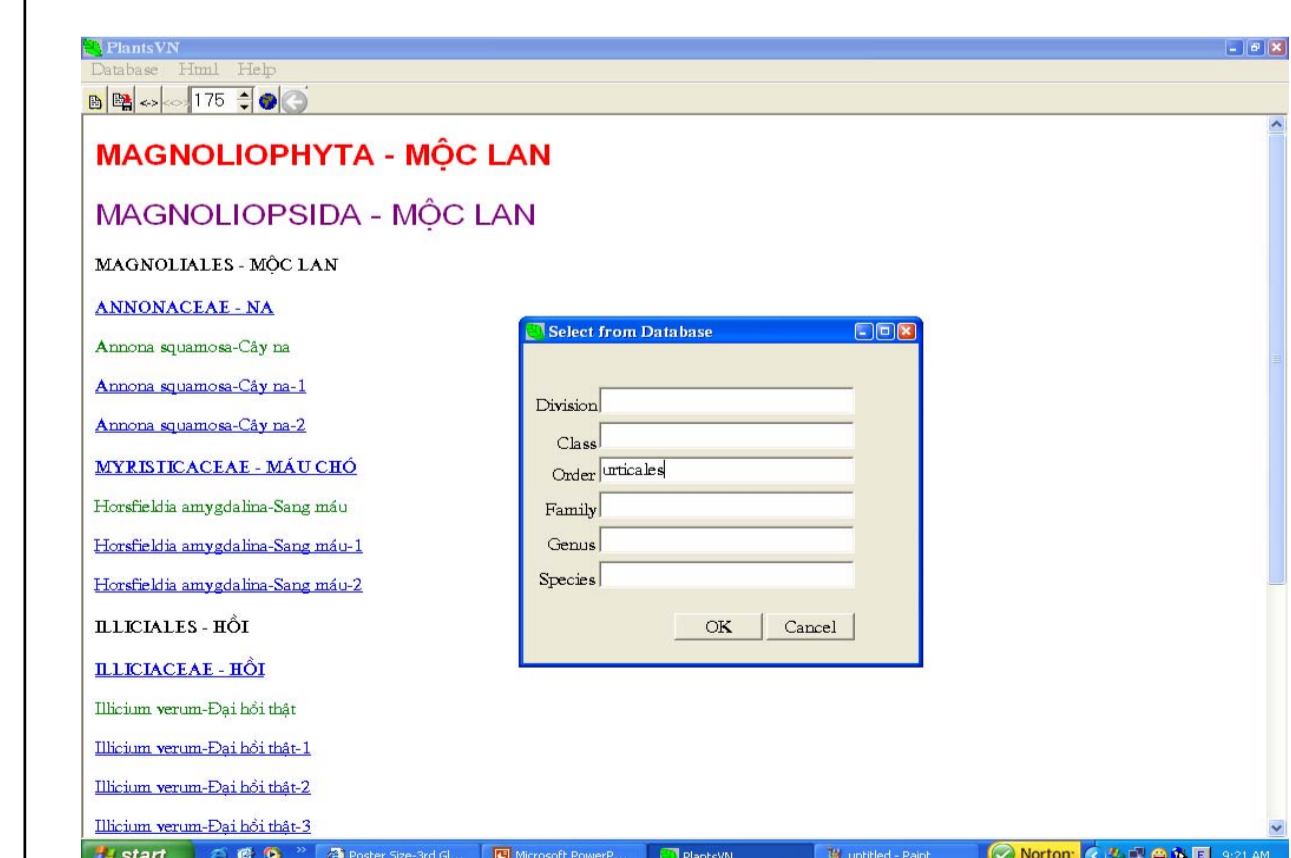 PlantsVN
Database Html Help
175
MAGNOLIOPHYTA - MỘC LAN
MAGNOLIOPSIDA - MỘC LAN
MAGNOLIALES - MỘC LAN
ANNONACEAE - NA
Annona squamosa-Cây na
Annona squamosa-Cây na-1
Annona squamosa-Cây na-2
MYRISTICACEAE - MÁU CHÓ
Horsfieldia amygdalina-Sang máu
Horsfieldia amygdalina-Sang máu-1
Horsfieldia amygdalina-Sang máu-2
ILLICIALES - HỒI
ILLICIACEAE - HỒI
Illicium verum-Đại hồi thật
Illicium verum-Đại hồi thật-1
Illicium verum-Đại hồi thật-2
Illicium verum-Đại hồi thật-3
Select from Database
Division
Class
Order urticales
Family
Genus
Species
OK Cancel
start Poster Size-3rd Gl... Microsoft PowerP... PlantsVN untitled - Paint Norton: 9:21 AM